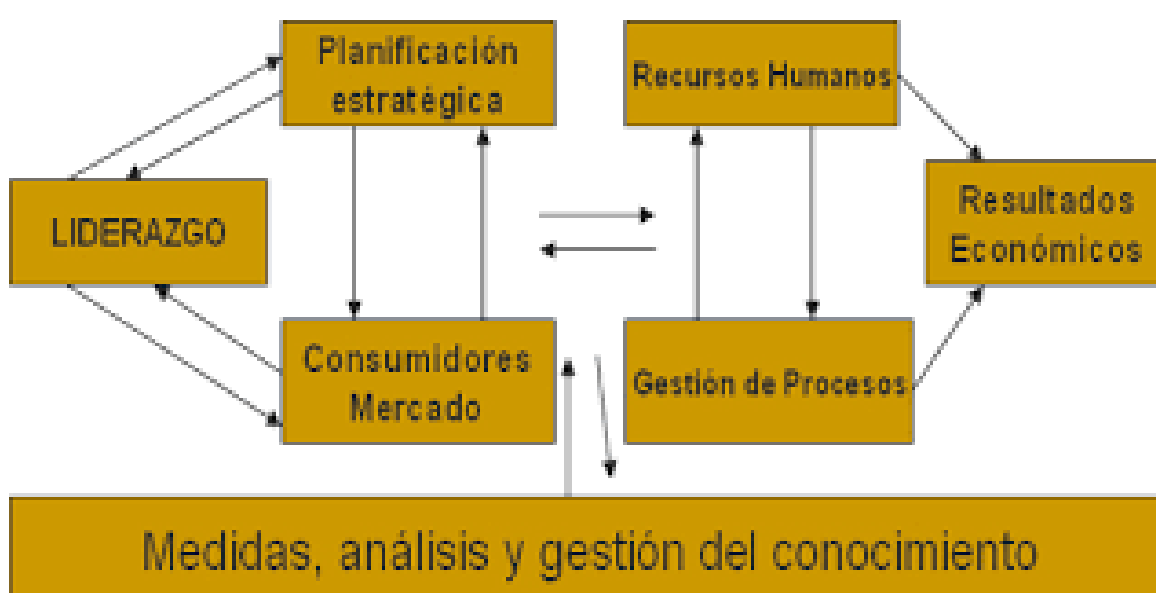 Planificación
estratégica
Recursos Humanos
LIDERAZGO
Resultados
Económicos
Consumidores
Mercado
Gestión de Procesos
Medidas, análisis y gestión del conocimiento